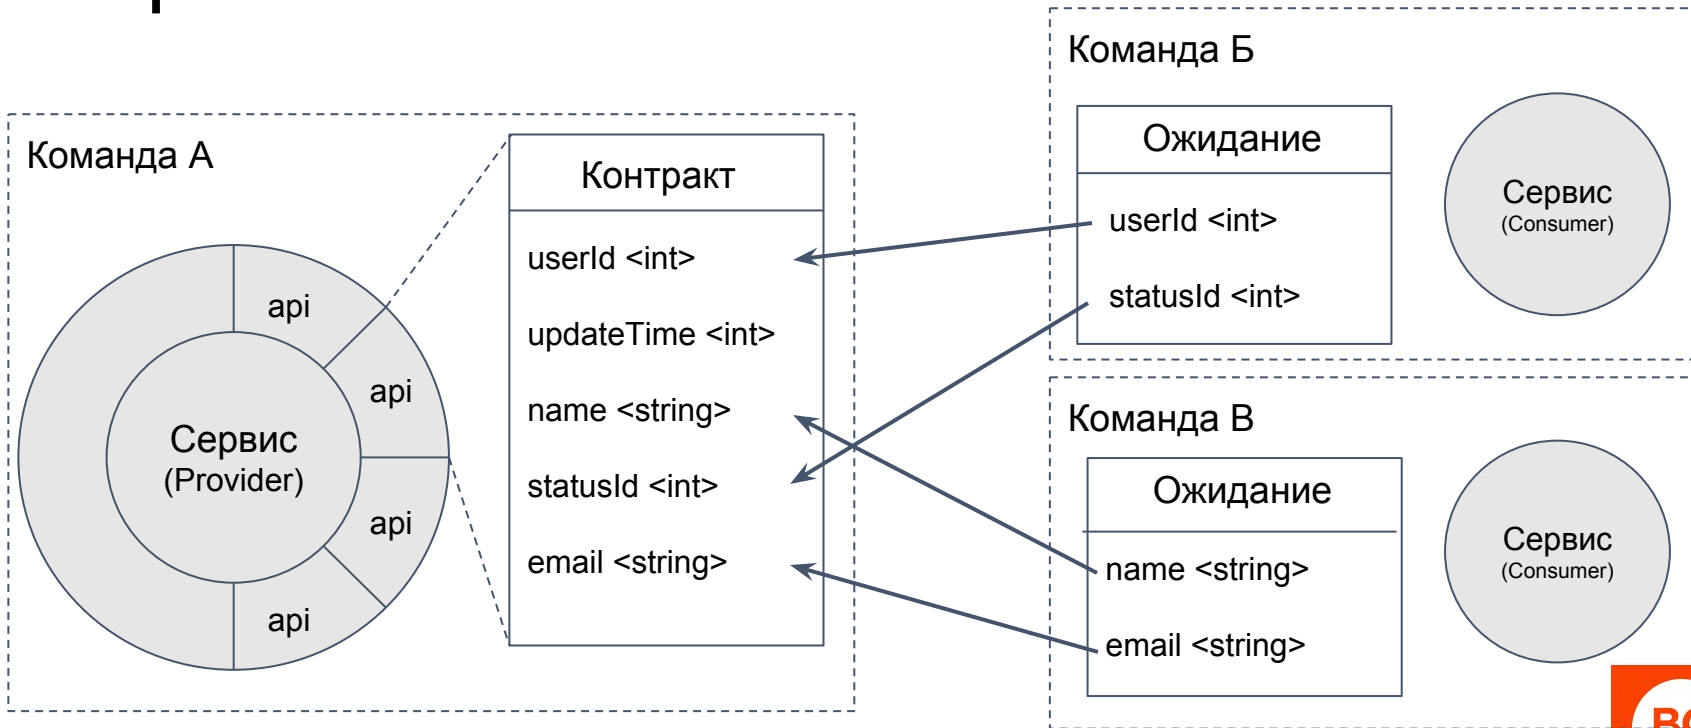 Команда А
api
api
api
api
Сервис
(Provider)
Контракт
userId <int>
updateTime <int>
name <string>
statusId <int>
email <string>
Команда Б
Ожидание
userId <int>
statusId <int>
Сервис
(Consumer)
Команда В
Ожидание
name <string>
email <string>
Сервис
(Consumer)